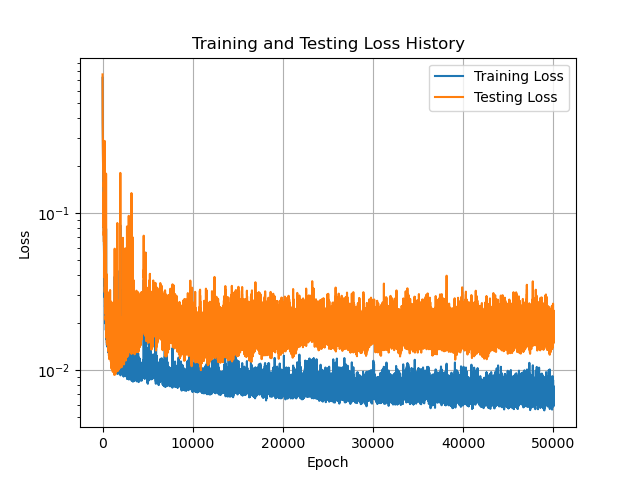 Training and Testing Loss History
Training Loss
Testing Loss
10⁻¹
10⁻²
Loss
0 10000 20000 30000 40000 50000
Epoch